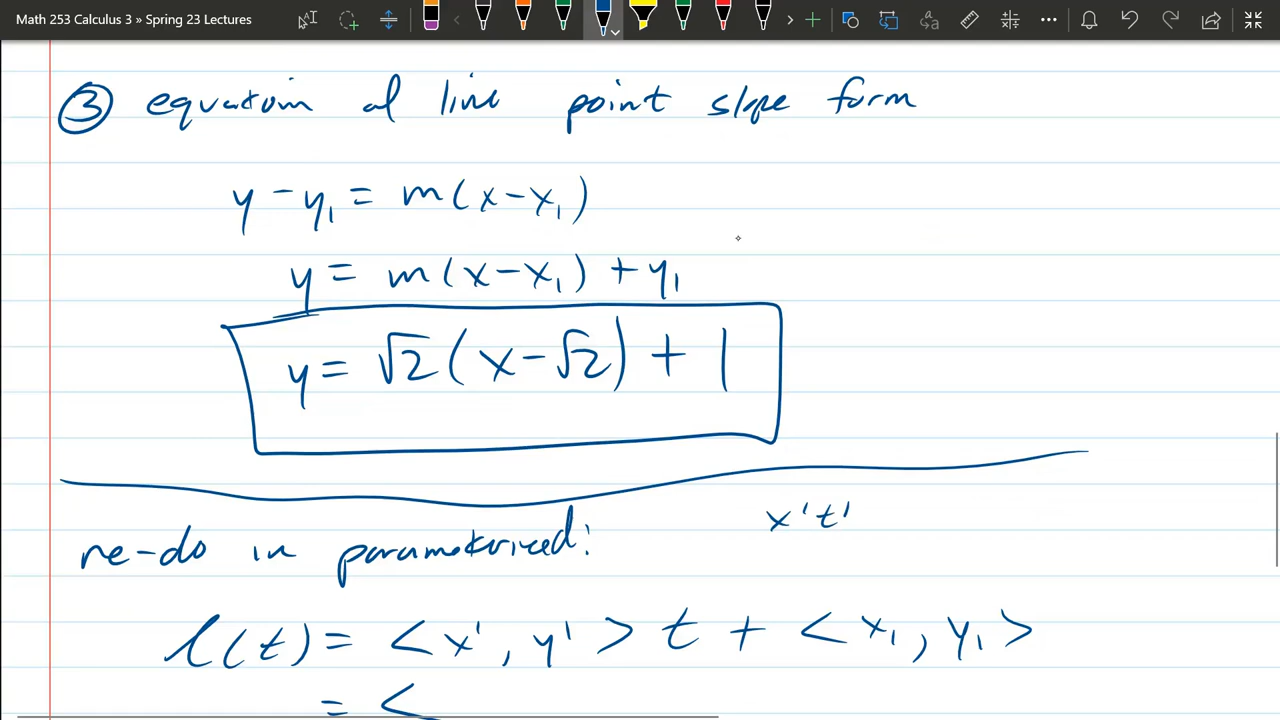 Math 253 Calculus 3 » Spring 23 Lectures
③ equation of line point slope form
y - y₁ = m(x - x₁)
y = m(x - x₁) + y₁
y = √2(x - √2) + 1
x't'
re-do in parameterized:
l(t) = <x', y'> t + <x₁, y₁>
= <